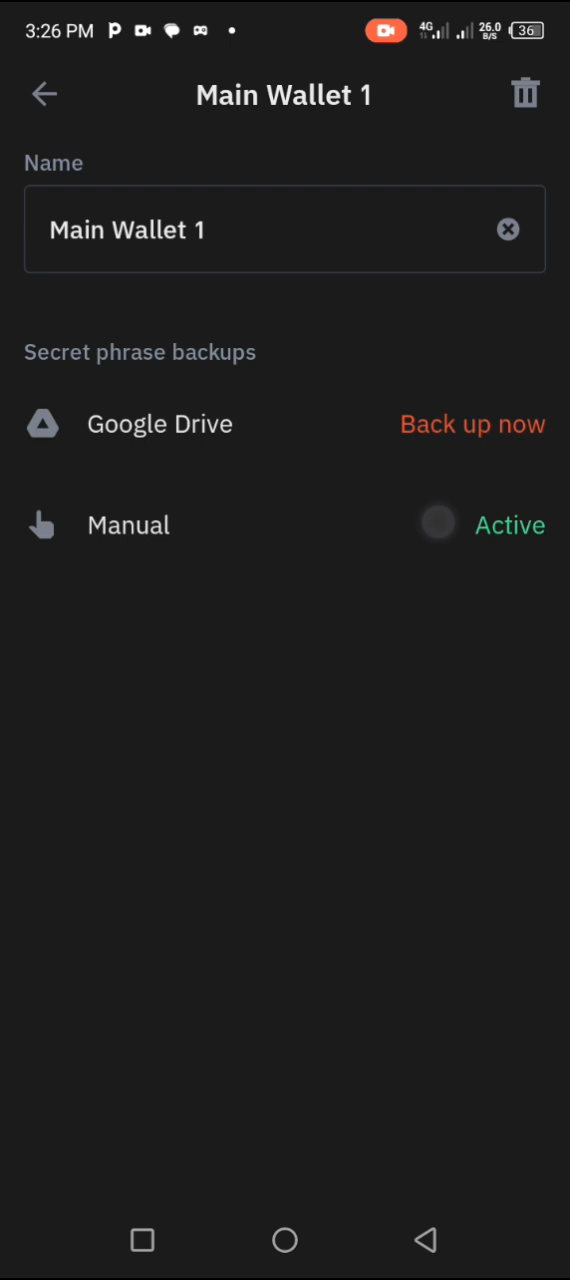 3:26 PM 4G 26.0 B/S 36
Main Wallet 1
Name
Main Wallet 1
Secret phrase backups
Google Drive Back up now
Manual Active